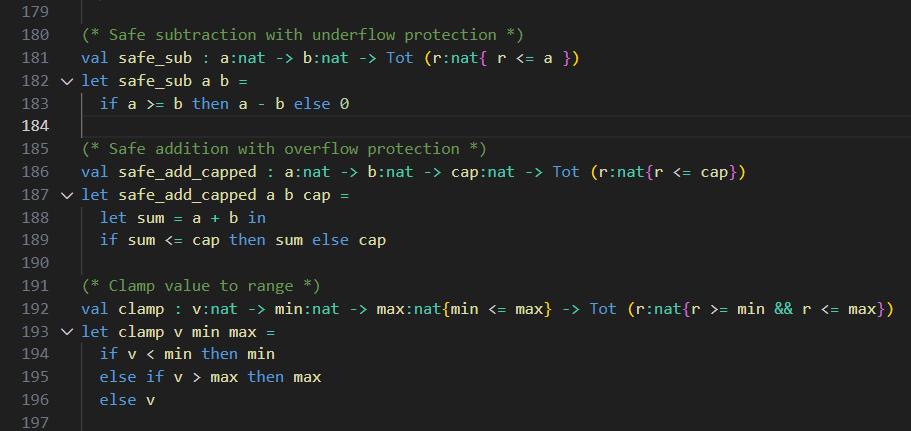 179
180 (* Safe subtraction with underflow protection *)
181 val safe_sub : a:nat -> b:nat -> Tot (r:nat{ r <= a })
182 let safe_sub a b =
183   if a >= b then a - b else 0
184
185 (* Safe addition with overflow protection *)
186 val safe_add_capped : a:nat -> b:nat -> cap:nat -> Tot (r:nat{r <= cap})
187 let safe_add_capped a b cap =
188   let sum = a + b in
189   if sum <= cap then sum else cap
190
191 (* Clamp value to range *)
192 val clamp : v:nat -> min:nat -> max:nat{min <= max} -> Tot (r:nat{r >= min && r <= max})
193 let clamp v min max =
194   if v < min then min
195   else if v > max then max
196   else v
197